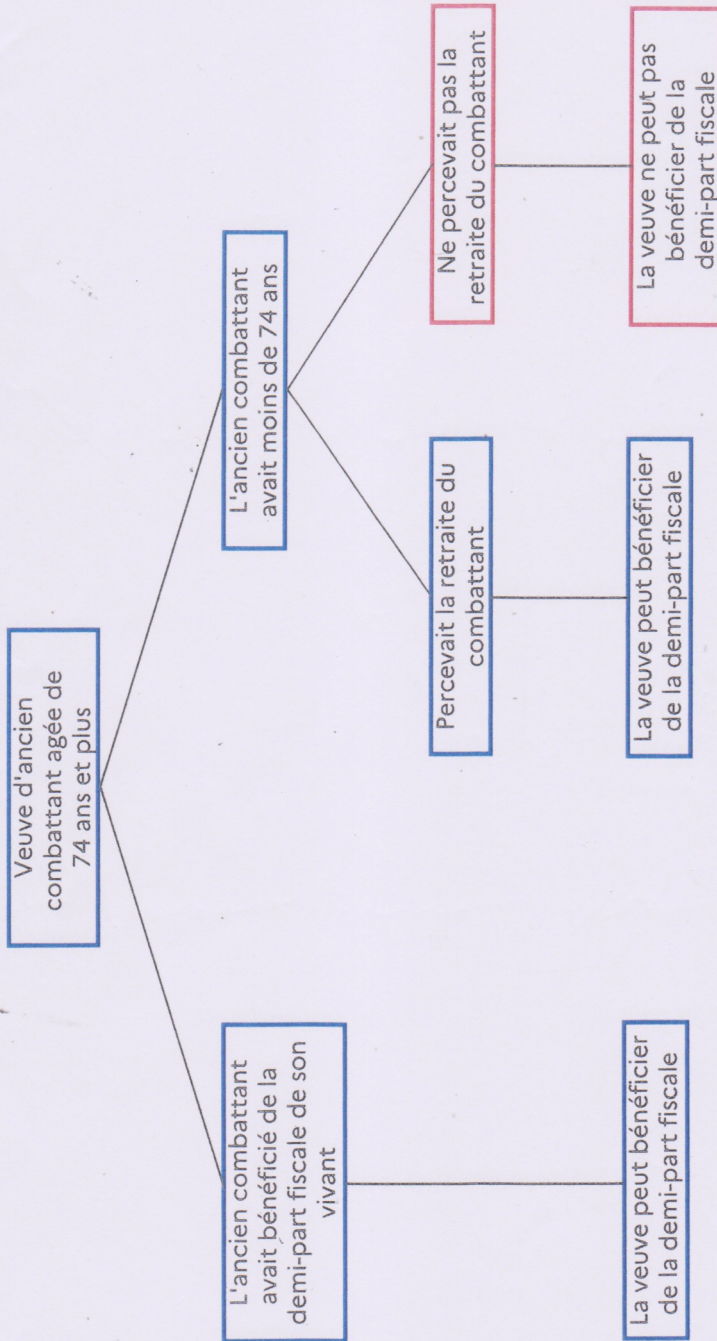 Veuve d'ancien
combattant agée de
74 ans et plus
L'ancien combattant
avait bénéficié de la
demi-part fiscale de son
vivant
L'ancien combattant
avait moins de 74 ans
Percevait la retraite du
combattant
Ne percevait pas la
retraite du combattant
La veuve peut bénéficier
de la demi-part fiscale
La veuve peut bénéficier
de la demi-part fiscale
La veuve ne peut pas
bénéficier de la
demi-part fiscale